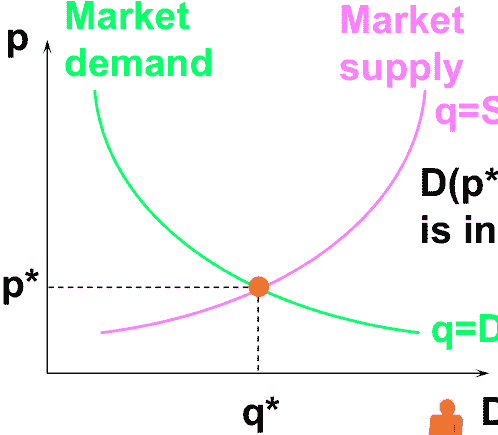 p
Market
demand
Market
supply
q=S
D(p*
is in
p*
q=D
q*
D